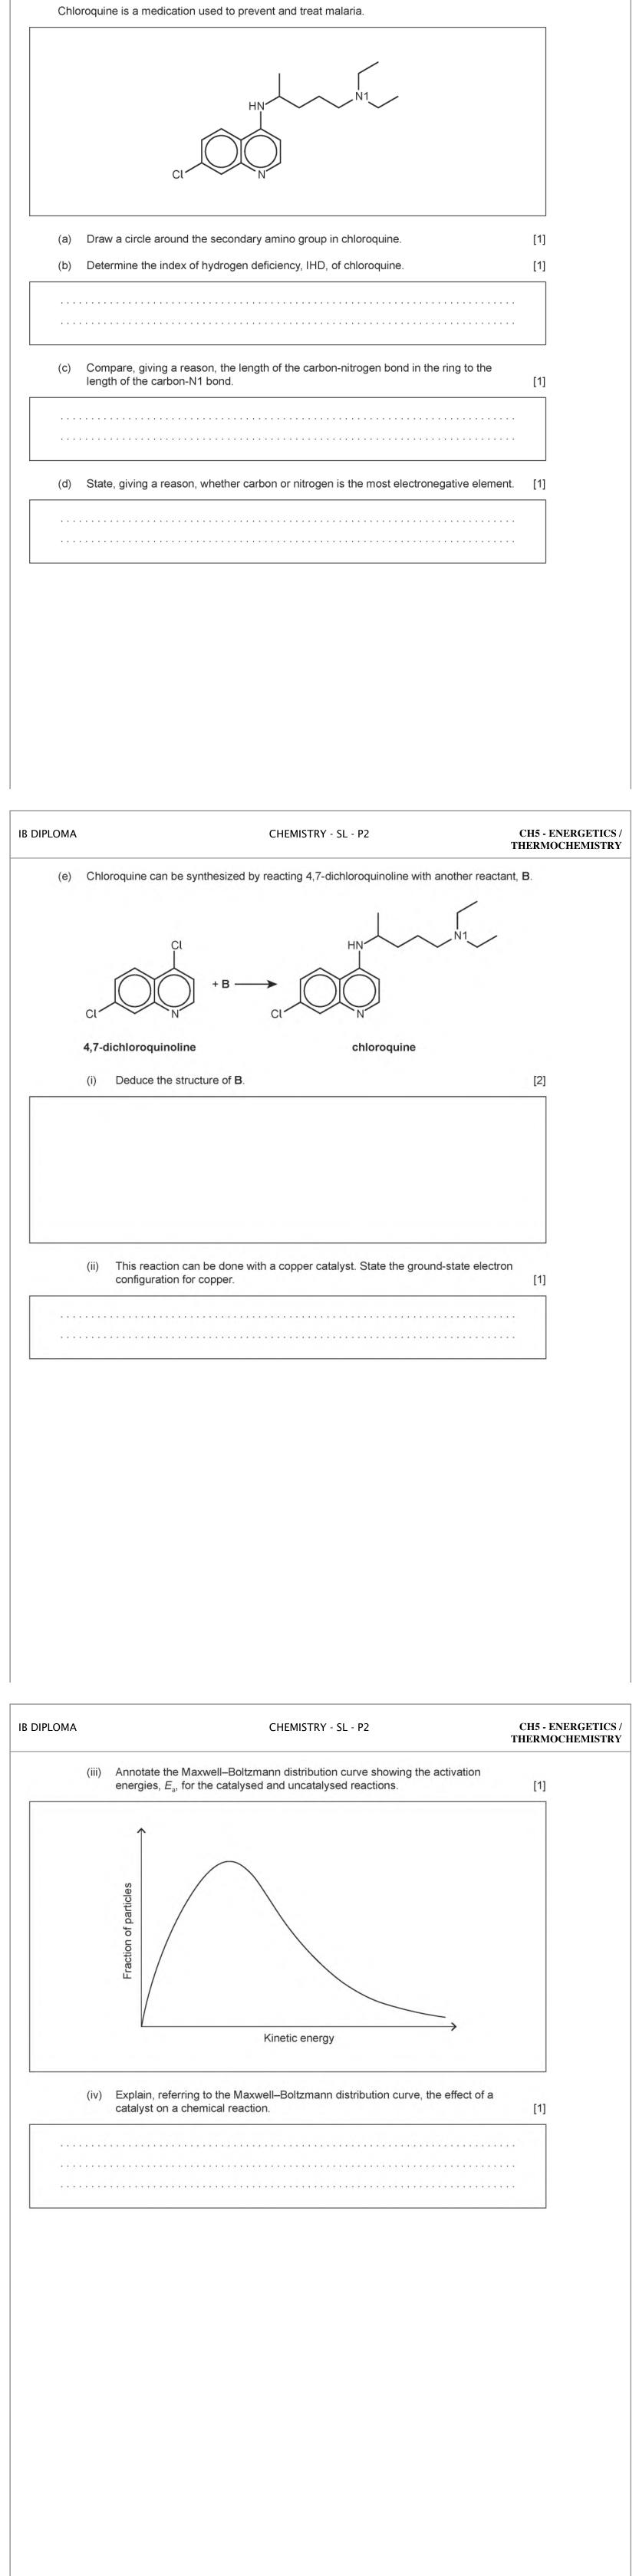 Chloroquine is a medication used to prevent and treat malaria.
HN
N1
Cl
N
(a) Draw a circle around the secondary amino group in chloroquine. [1]
(b) Determine the index of hydrogen deficiency, IHD, of chloroquine. [1]
(c) Compare, giving a reason, the length of the carbon-nitrogen bond in the ring to the
length of the carbon-N1 bond. [1]
(d) State, giving a reason, whether carbon or nitrogen is the most electronegative element. [1]
IB DIPLOMA CHEMISTRY - SL - P2 CH5 - ENERGETICS /
THERMOCHEMISTRY
(e) Chloroquine can be synthesized by reacting 4,7-dichloroquinoline with another reactant, B.
Cl HN N1
+ B
Cl N Cl N
4,7-dichloroquinoline chloroquine
(i) Deduce the structure of B. [2]
(ii) This reaction can be done with a copper catalyst. State the ground-state electron
configuration for copper. [1]
IB DIPLOMA CHEMISTRY - SL - P2 CH5 - ENERGETICS /
THERMOCHEMISTRY
(iii) Annotate the Maxwell–Boltzmann distribution curve showing the activation
energies, Ea, for the catalysed and uncatalysed reactions. [1]
Fraction of particles
Kinetic energy
(iv) Explain, referring to the Maxwell–Boltzmann distribution curve, the effect of a
catalyst on a chemical reaction. [1]